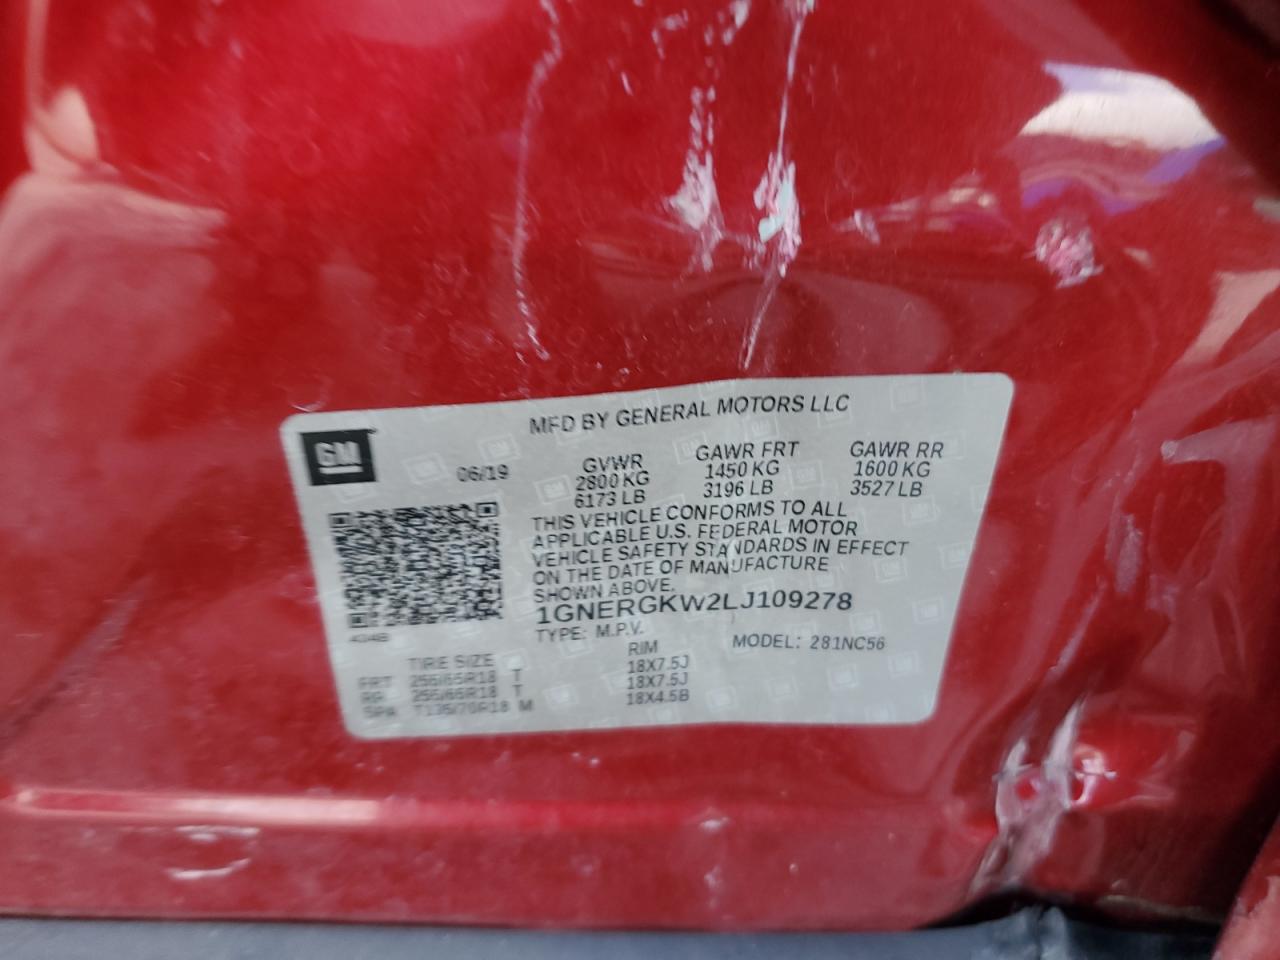 MFD BY GENERAL MOTORS LLC
GM
06/19
GVWR GAWR FRT GAWR RR
2800 KG 1450 KG 1600 KG
6173 LB 3196 LB 3527 LB
THIS VEHICLE CONFORMS TO ALL
APPLICABLE U.S. FEDERAL MOTOR
VEHICLE SAFETY STANDARDS IN EFFECT
ON THE DATE OF MANUFACTURE
SHOWN ABOVE.
1GNERGKW2LJ109278
TYPE: M.P.V. MODEL: 281NC56
TIRE SIZE RIM
FRT 255/65R18 T 18X7.5J
RR 255/65R18 T 18X7.5J
SPA T135/70R18 M 18X4.5B